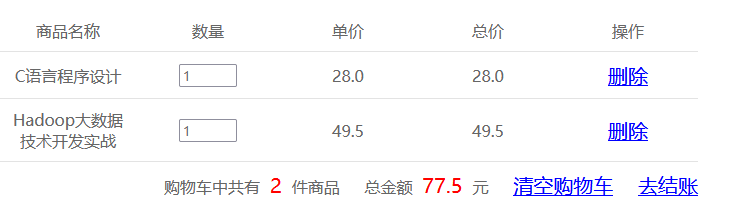 商品名称 数量 单价 总价 操作
C语言程序设计 1 28.0 28.0 删除
Hadoop大数据
技术开发实战 1 49.5 49.5 删除
购物车中共有 2 件商品 总金额 77.5 元 清空购物车 去结账